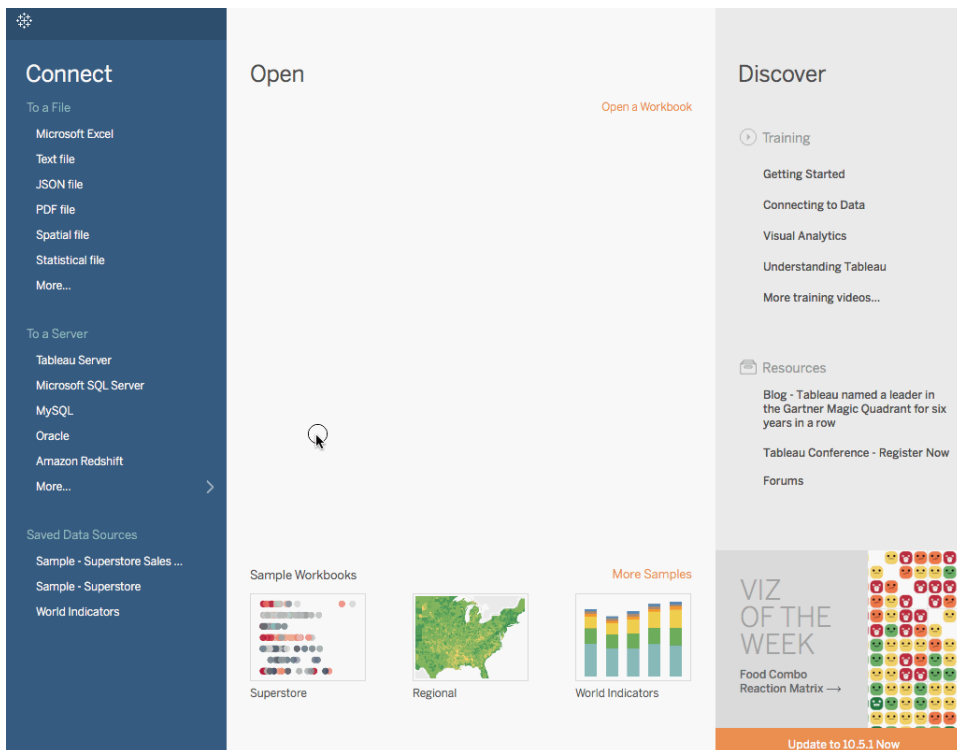 Connect
To a File
Microsoft Excel
Text file
JSON file
PDF file
Spatial file
Statistical file
More...
To a Server
Tableau Server
Microsoft SQL Server
MySQL
Oracle
Amazon Redshift
More...
Saved Data Sources
Sample - Superstore Sales ...
Sample - Superstore
World Indicators
Open
Open a Workbook
Sample Workbooks
More Samples
Superstore
Regional
World Indicators
Discover
Training
Getting Started
Connecting to Data
Visual Analytics
Understanding Tableau
More training videos...
Resources
Blog - Tableau named a leader in
the Gartner Magic Quadrant for six
years in a row
Tableau Conference - Register Now
Forums
VIZ
OF THE
WEEK
Food Combo
Reaction Matrix →
Update to 10.5.1 Now